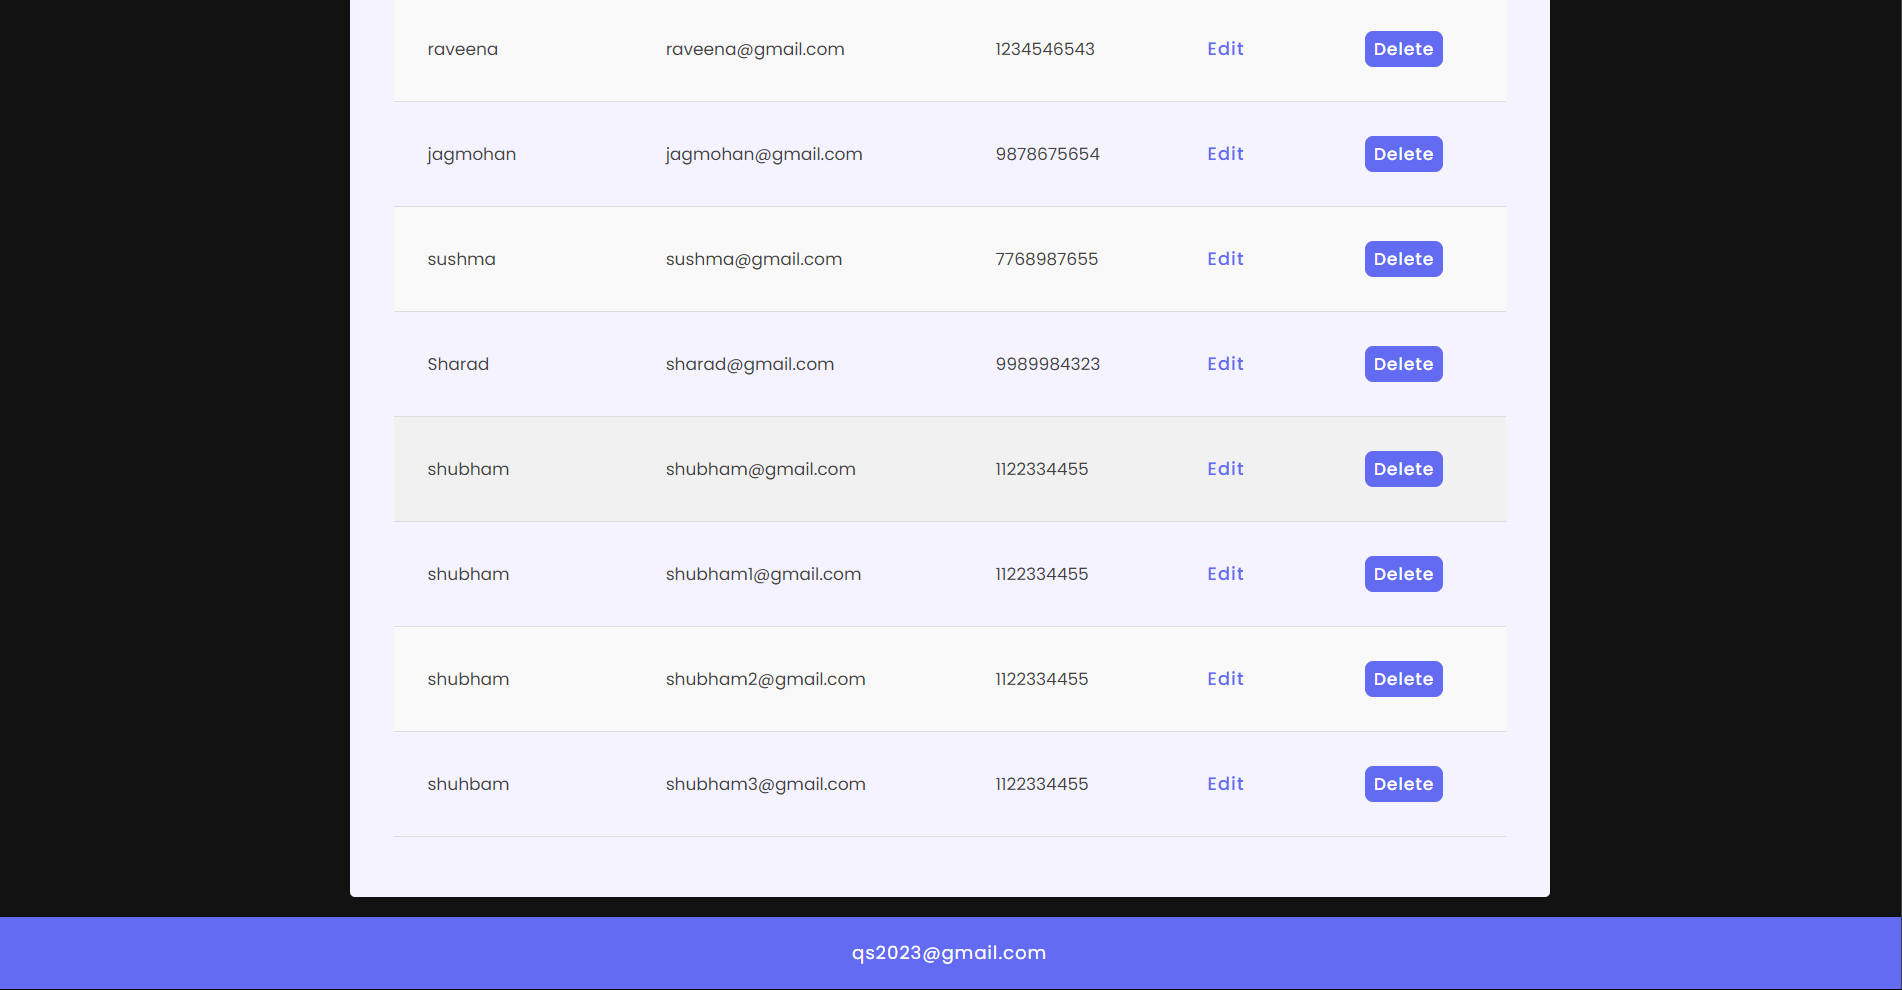 raveena raveena@gmail.com 1234546543 Edit Delete
jagmohan jagmohan@gmail.com 9878675654 Edit Delete
sushma sushma@gmail.com 7768987655 Edit Delete
Sharad sharad@gmail.com 9989984323 Edit Delete
shubham shubham@gmail.com 1122334455 Edit Delete
shubham shubham1@gmail.com 1122334455 Edit Delete
shubham shubham2@gmail.com 1122334455 Edit Delete
shuhbam shubham3@gmail.com 1122334455 Edit Delete
qs2023@gmail.com